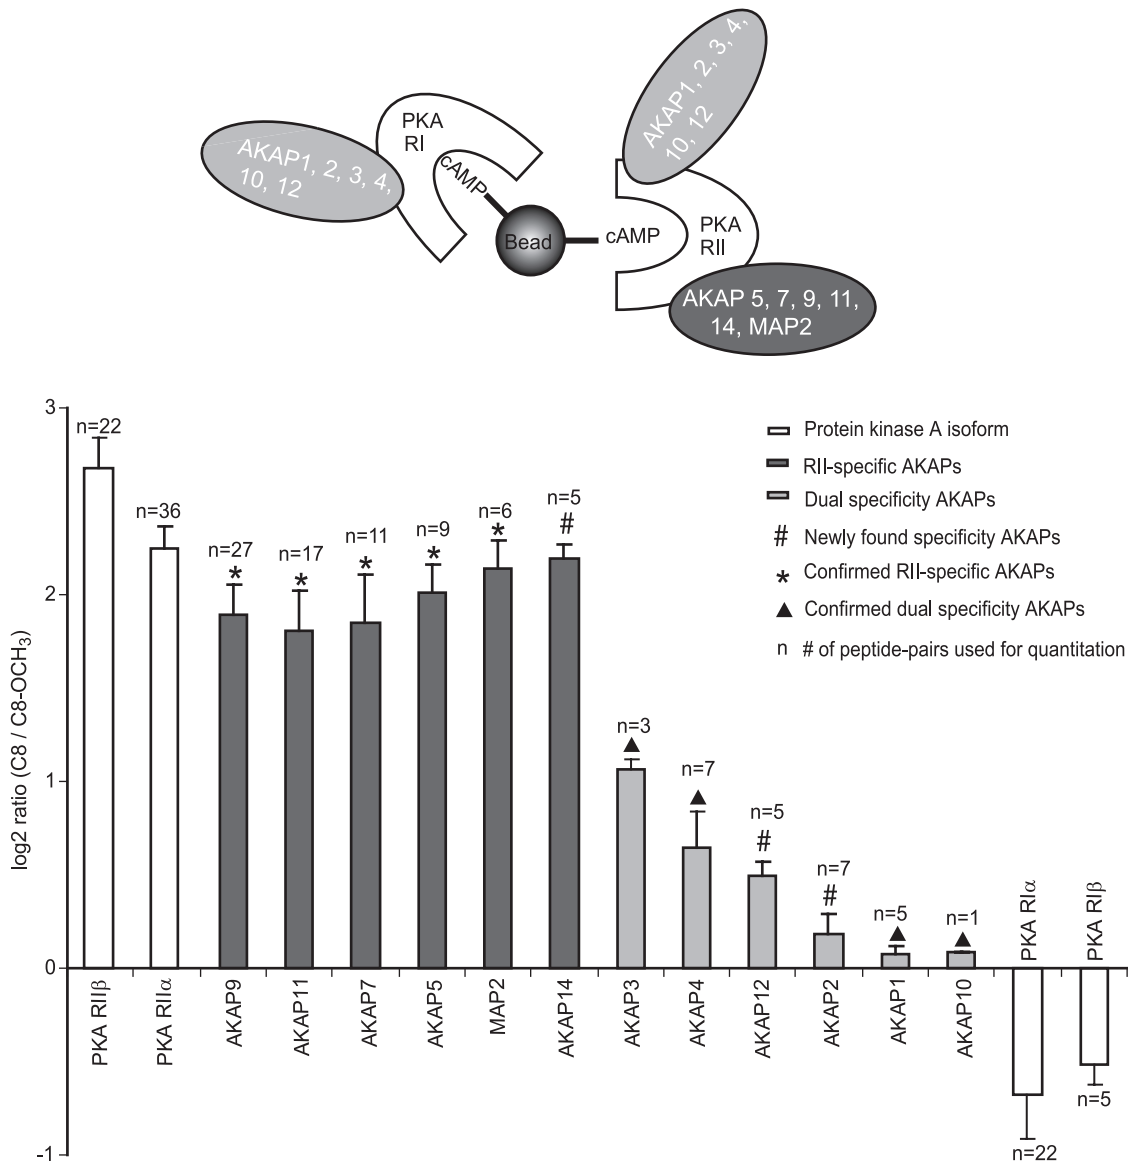 AKAP1, 2, 3, 4,
10, 12
PKA
RI
cAMP
Bead
cAMP
PKA
RII
AKAP1, 2, 3, 4,
10, 12
AKAP 5, 7, 9, 11,
14, MAP2
log2 ratio (C8 / C8-OCH₃)
3
2
1
0
-1
n=22
n=36
n=27
*
n=17
*
n=11
*
n=9
*
n=6
*
n=5
#
n=3
▲
n=7
▲
n=5
#
n=7
#
n=5
▲
n=1
▲
n=22
n=5
Protein kinase A isoform
RII-specific AKAPs
Dual specificity AKAPs
# Newly found specificity AKAPs
* Confirmed RII-specific AKAPs
▲ Confirmed dual specificity AKAPs
n # of peptide-pairs used for quantitation
PKA RIIβ
PKA RIIα
AKAP9
AKAP11
AKAP7
AKAP5
MAP2
AKAP14
AKAP3
AKAP4
AKAP12
AKAP2
AKAP1
AKAP10
PKA RIα
PKA RIβ